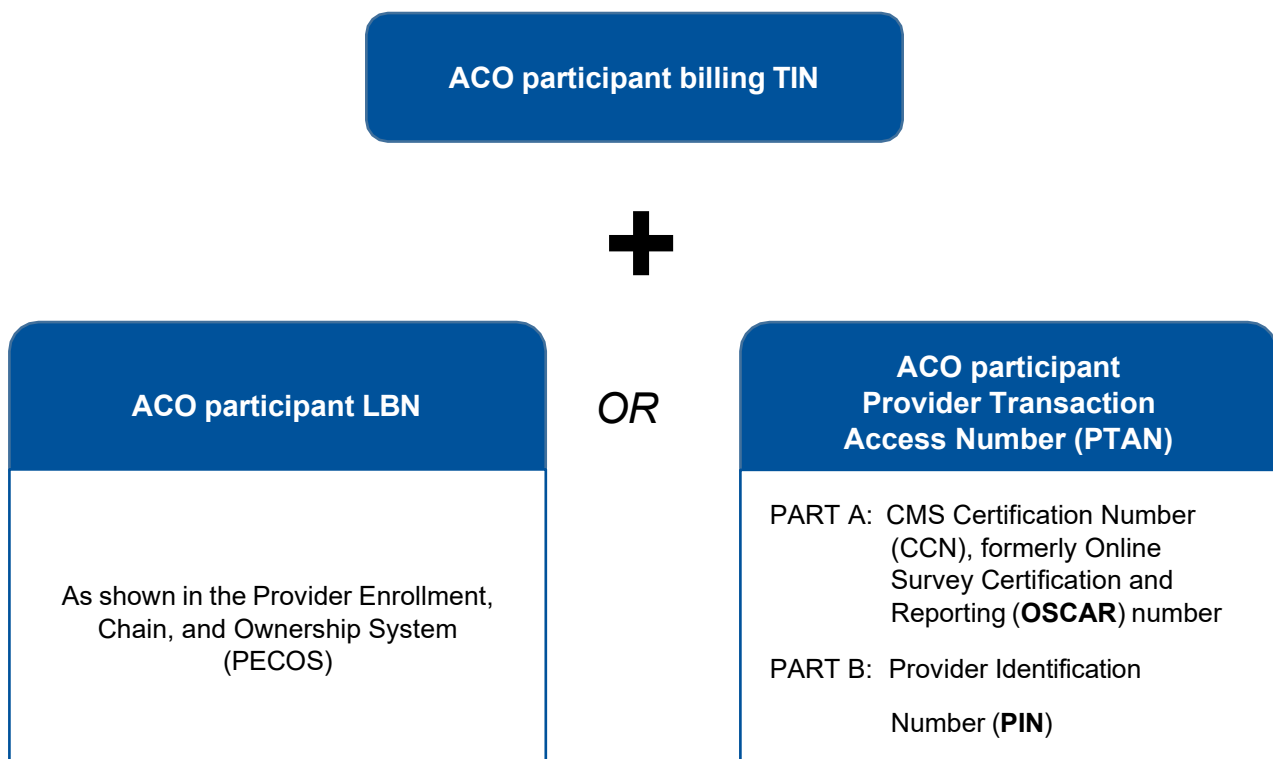 ACO participant billing TIN
+
ACO participant LBN
OR
ACO participant
Provider Transaction
Access Number (PTAN)
As shown in the Provider Enrollment,
Chain, and Ownership System
(PECOS)
PART A: CMS Certification Number
(CCN), formerly Online
Survey Certification and
Reporting (OSCAR) number
PART B: Provider Identification
Number (PIN)